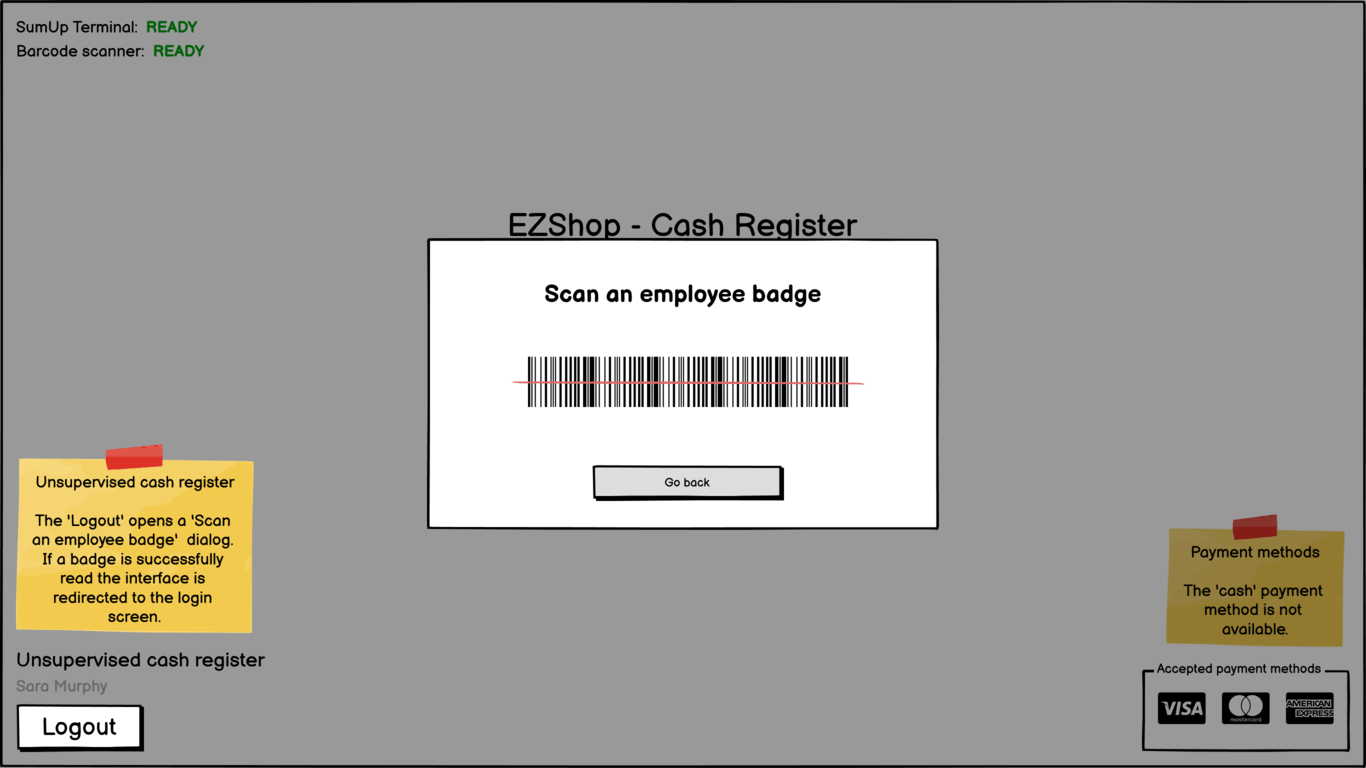 SumUp Terminal: READY
Barcode scanner: READY
EZShop - Cash Register
Scan an employee badge
Go back
Unsupervised cash register
The 'Logout' opens a 'Scan
an employee badge' dialog.
If a badge is successfully
read the interface is
redirected to the login
screen.
Unsupervised cash register
Sara Murphy
Logout
Payment methods
The 'cash' payment
method is not
available.
Accepted payment methods
VISA
mastercard
AMERICAN
EXPRESS